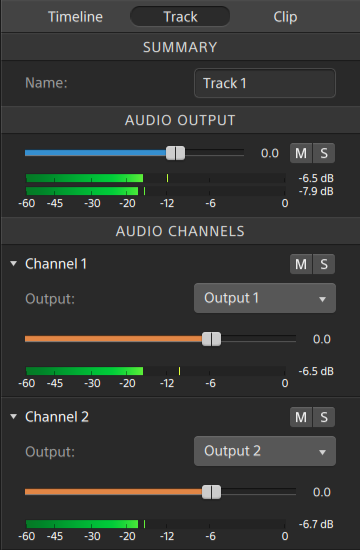 Timeline Track Clip
SUMMARY
Name: Track 1
AUDIO OUTPUT
0.0 M S
-6.5 dB
-7.9 dB
-60 -45 -30 -20 -12 -6 0
AUDIO CHANNELS
Channel 1 M S
Output: Output 1
0.0
-6.5 dB
-60 -45 -30 -20 -12 -6 0
Channel 2 M S
Output: Output 2
0.0
-6.7 dB
-60 -45 -30 -20 -12 -6 0